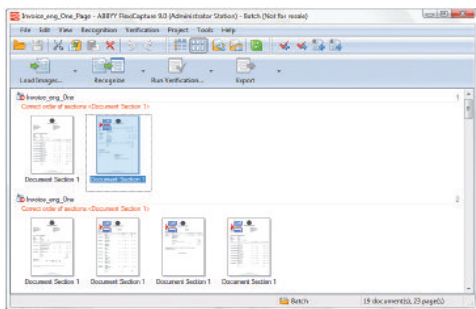 Invoice_eng_One_Page - ABBYY FlexiCapture 9.0 (Administrator Station) - Batch (Not for resale)
File Edit View Recognition Verification Project Tools Help
Load Images... Recognize Run Verification... Export
Invoice_eng_One 1
Correct order of sections:<Document Section 1>
Document Section 1 Document Section 1
Invoice_eng_One 2
Correct order of sections:<Document Section 1>
Document Section 1 Document Section 1 Document Section 1 Document Section 1
Batch 19 document(s), 23 page(s)